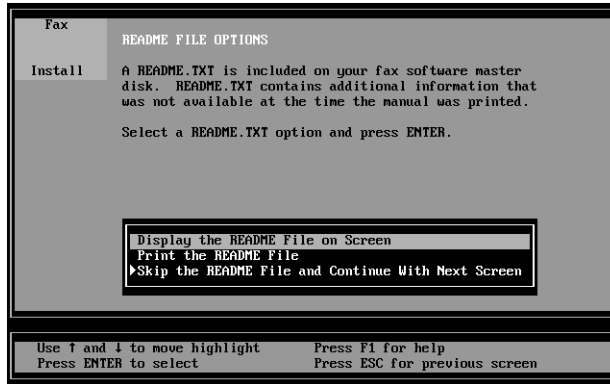 Fax
Install
README FILE OPTIONS
A README.TXT is included on your fax software master
disk.  README.TXT contains additional information that
was not available at the time the manual was printed.
Select a README.TXT option and press ENTER.
Display the README File on Screen
Print the README File
▶Skip the README File and Continue With Next Screen
Use ↑ and ↓ to move highlight    Press F1 for help
Press ENTER to select    Press ESC for previous screen